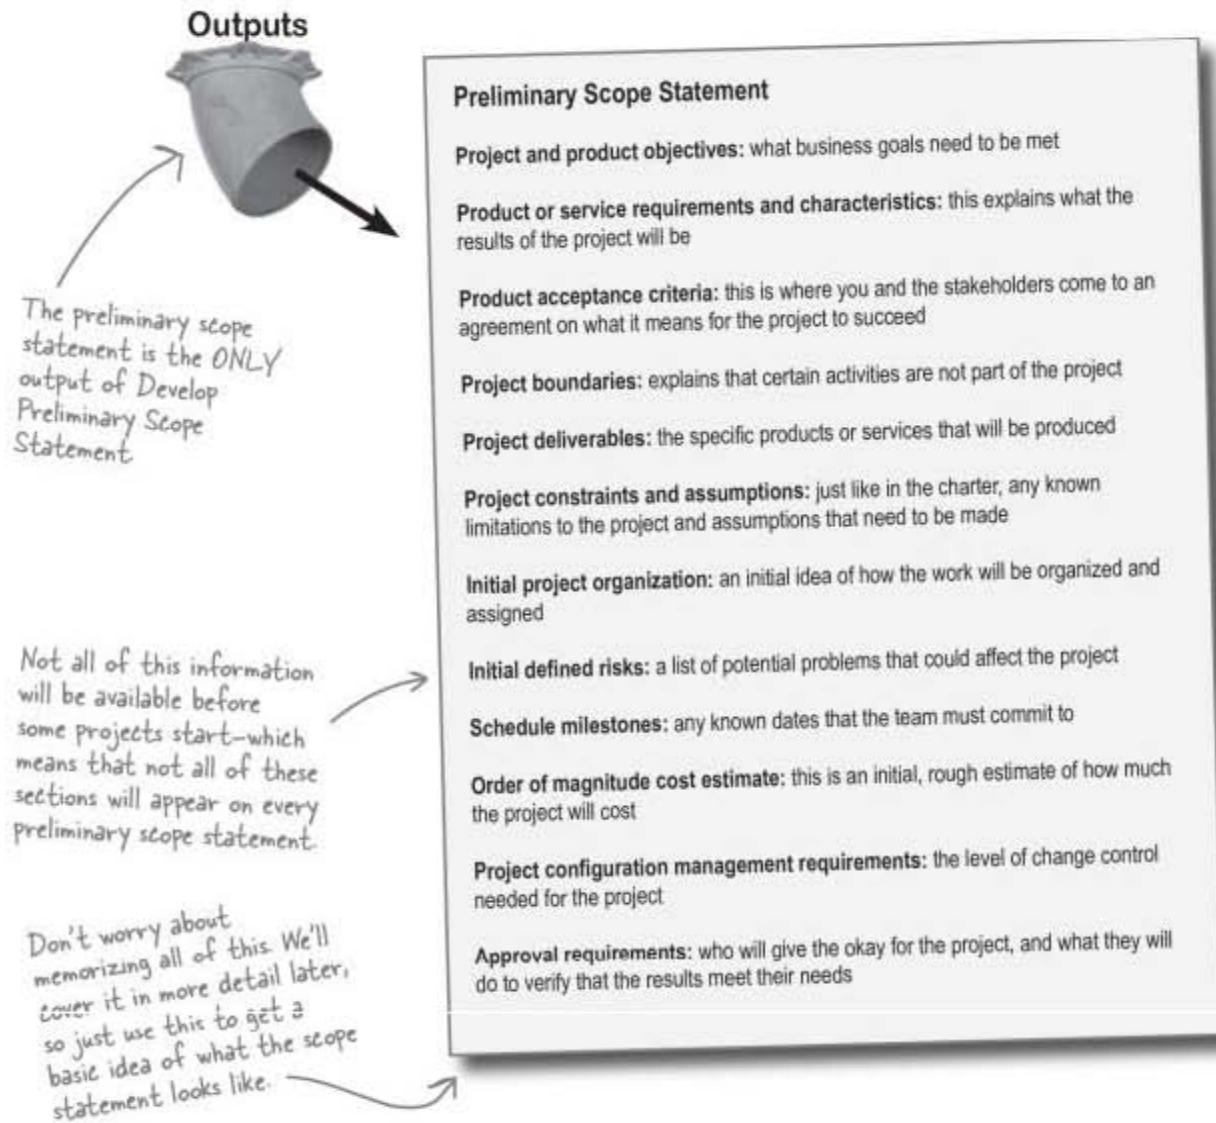 Outputs
Preliminary Scope Statement
Project and product objectives: what business goals need to be met
Product or service requirements and characteristics: this explains what the
results of the project will be
Product acceptance criteria: this is where you and the stakeholders come to an
agreement on what it means for the project to succeed
Project boundaries: explains that certain activities are not part of the project
Project deliverables: the specific products or services that will be produced
Project constraints and assumptions: just like in the charter, any known
limitations to the project and assumptions that need to be made
Initial project organization: an initial idea of how the work will be organized and
assigned
Initial defined risks: a list of potential problems that could affect the project
Schedule milestones: any known dates that the team must commit to
Order of magnitude cost estimate: this is an initial, rough estimate of how much
the project will cost
Project configuration management requirements: the level of change control
needed for the project
Approval requirements: who will give the okay for the project, and what they will
do to verify that the results meet their needs
The preliminary scope
statement is the ONLY
output of Develop
Preliminary Scope
Statement.
Not all of this information
will be available before
some projects start–which
means that not all of these
sections will appear on every
preliminary scope statement.
Don't worry about
memorizing all of this. We'll
cover it in more detail later,
so just use this to get a
basic idea of what the scope
statement looks like.